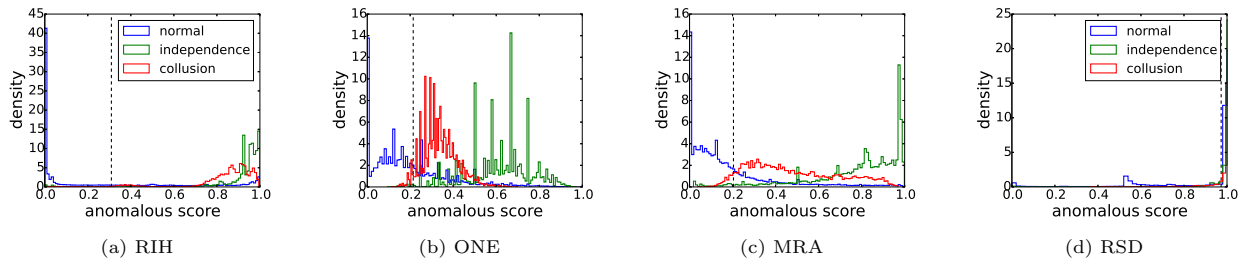 45
40
35
30
25
20
15
10
5
0
density
0.0 0.2 0.4 0.6 0.8 1.0
anomalous score
normal
independence
collusion
(a) RIH
16
14
12
10
8
6
4
2
0
density
0.0 0.2 0.4 0.6 0.8 1.0
anomalous score
(b) ONE
16
14
12
10
8
6
4
2
0
density
0.0 0.2 0.4 0.6 0.8 1.0
anomalous score
(c) MRA
25
20
15
10
5
0
density
0.0 0.2 0.4 0.6 0.8 1.0
anomalous score
normal
independence
collusion
(d) RSD